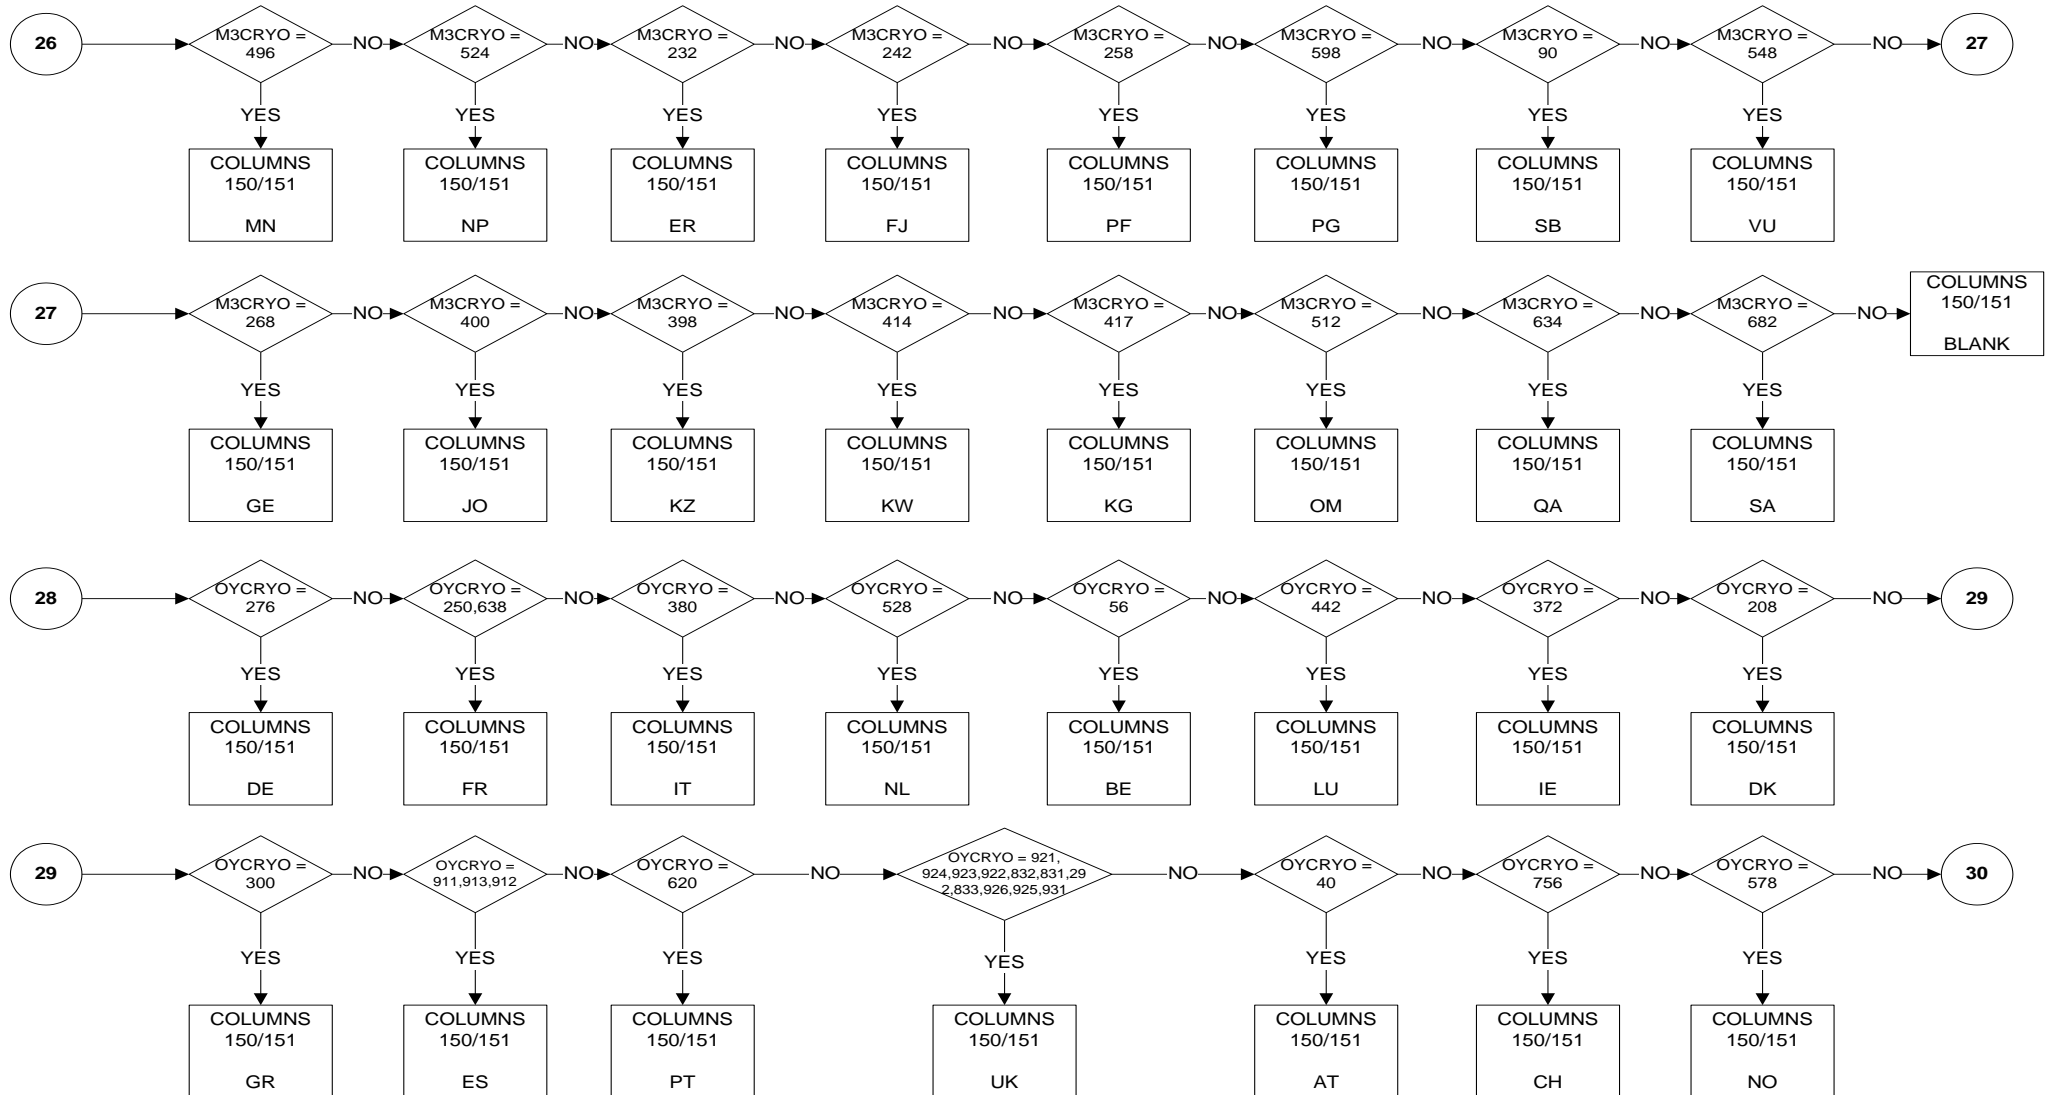 26
M3CRYO =
496
NO
M3CRYO =
524
NO
M3CRYO =
232
NO
M3CRYO =
242
NO
M3CRYO =
258
NO
M3CRYO =
598
NO
M3CRYO =
90
NO
M3CRYO =
548
NO
27
YES
YES
YES
YES
YES
YES
YES
YES
COLUMNS
150/151
MN
COLUMNS
150/151
NP
COLUMNS
150/151
ER
COLUMNS
150/151
FJ
COLUMNS
150/151
PF
COLUMNS
150/151
PG
COLUMNS
150/151
SB
COLUMNS
150/151
VU
27
M3CRYO =
268
NO
M3CRYO =
400
NO
M3CRYO =
398
NO
M3CRYO =
414
NO
M3CRYO =
417
NO
M3CRYO =
512
NO
M3CRYO =
634
NO
M3CRYO =
682
NO
COLUMNS
150/151
BLANK
YES
YES
YES
YES
YES
YES
YES
YES
COLUMNS
150/151
GE
COLUMNS
150/151
JO
COLUMNS
150/151
KZ
COLUMNS
150/151
KW
COLUMNS
150/151
KG
COLUMNS
150/151
OM
COLUMNS
150/151
QA
COLUMNS
150/151
SA
28
OYCRYO =
276
NO
OYCRYO =
250,638
NO
OYCRYO =
380
NO
OYCRYO =
528
NO
OYCRYO =
56
NO
OYCRYO =
442
NO
OYCRYO =
372
NO
OYCRYO =
208
NO
29
YES
YES
YES
YES
YES
YES
YES
YES
COLUMNS
150/151
DE
COLUMNS
150/151
FR
COLUMNS
150/151
IT
COLUMNS
150/151
NL
COLUMNS
150/151
BE
COLUMNS
150/151
LU
COLUMNS
150/151
IE
COLUMNS
150/151
DK
29
OYCRYO =
300
NO
OYCRYO =
911,913,912
NO
OYCRYO =
620
NO
OYCRYO = 921,
924,923,922,832,831,29
2,833,926,925,931
NO
OYCRYO =
40
NO
OYCRYO =
756
NO
OYCRYO =
578
NO
30
YES
YES
YES
YES
YES
YES
YES
COLUMNS
150/151
GR
COLUMNS
150/151
ES
COLUMNS
150/151
PT
COLUMNS
150/151
UK
COLUMNS
150/151
AT
COLUMNS
150/151
CH
COLUMNS
150/151
NO